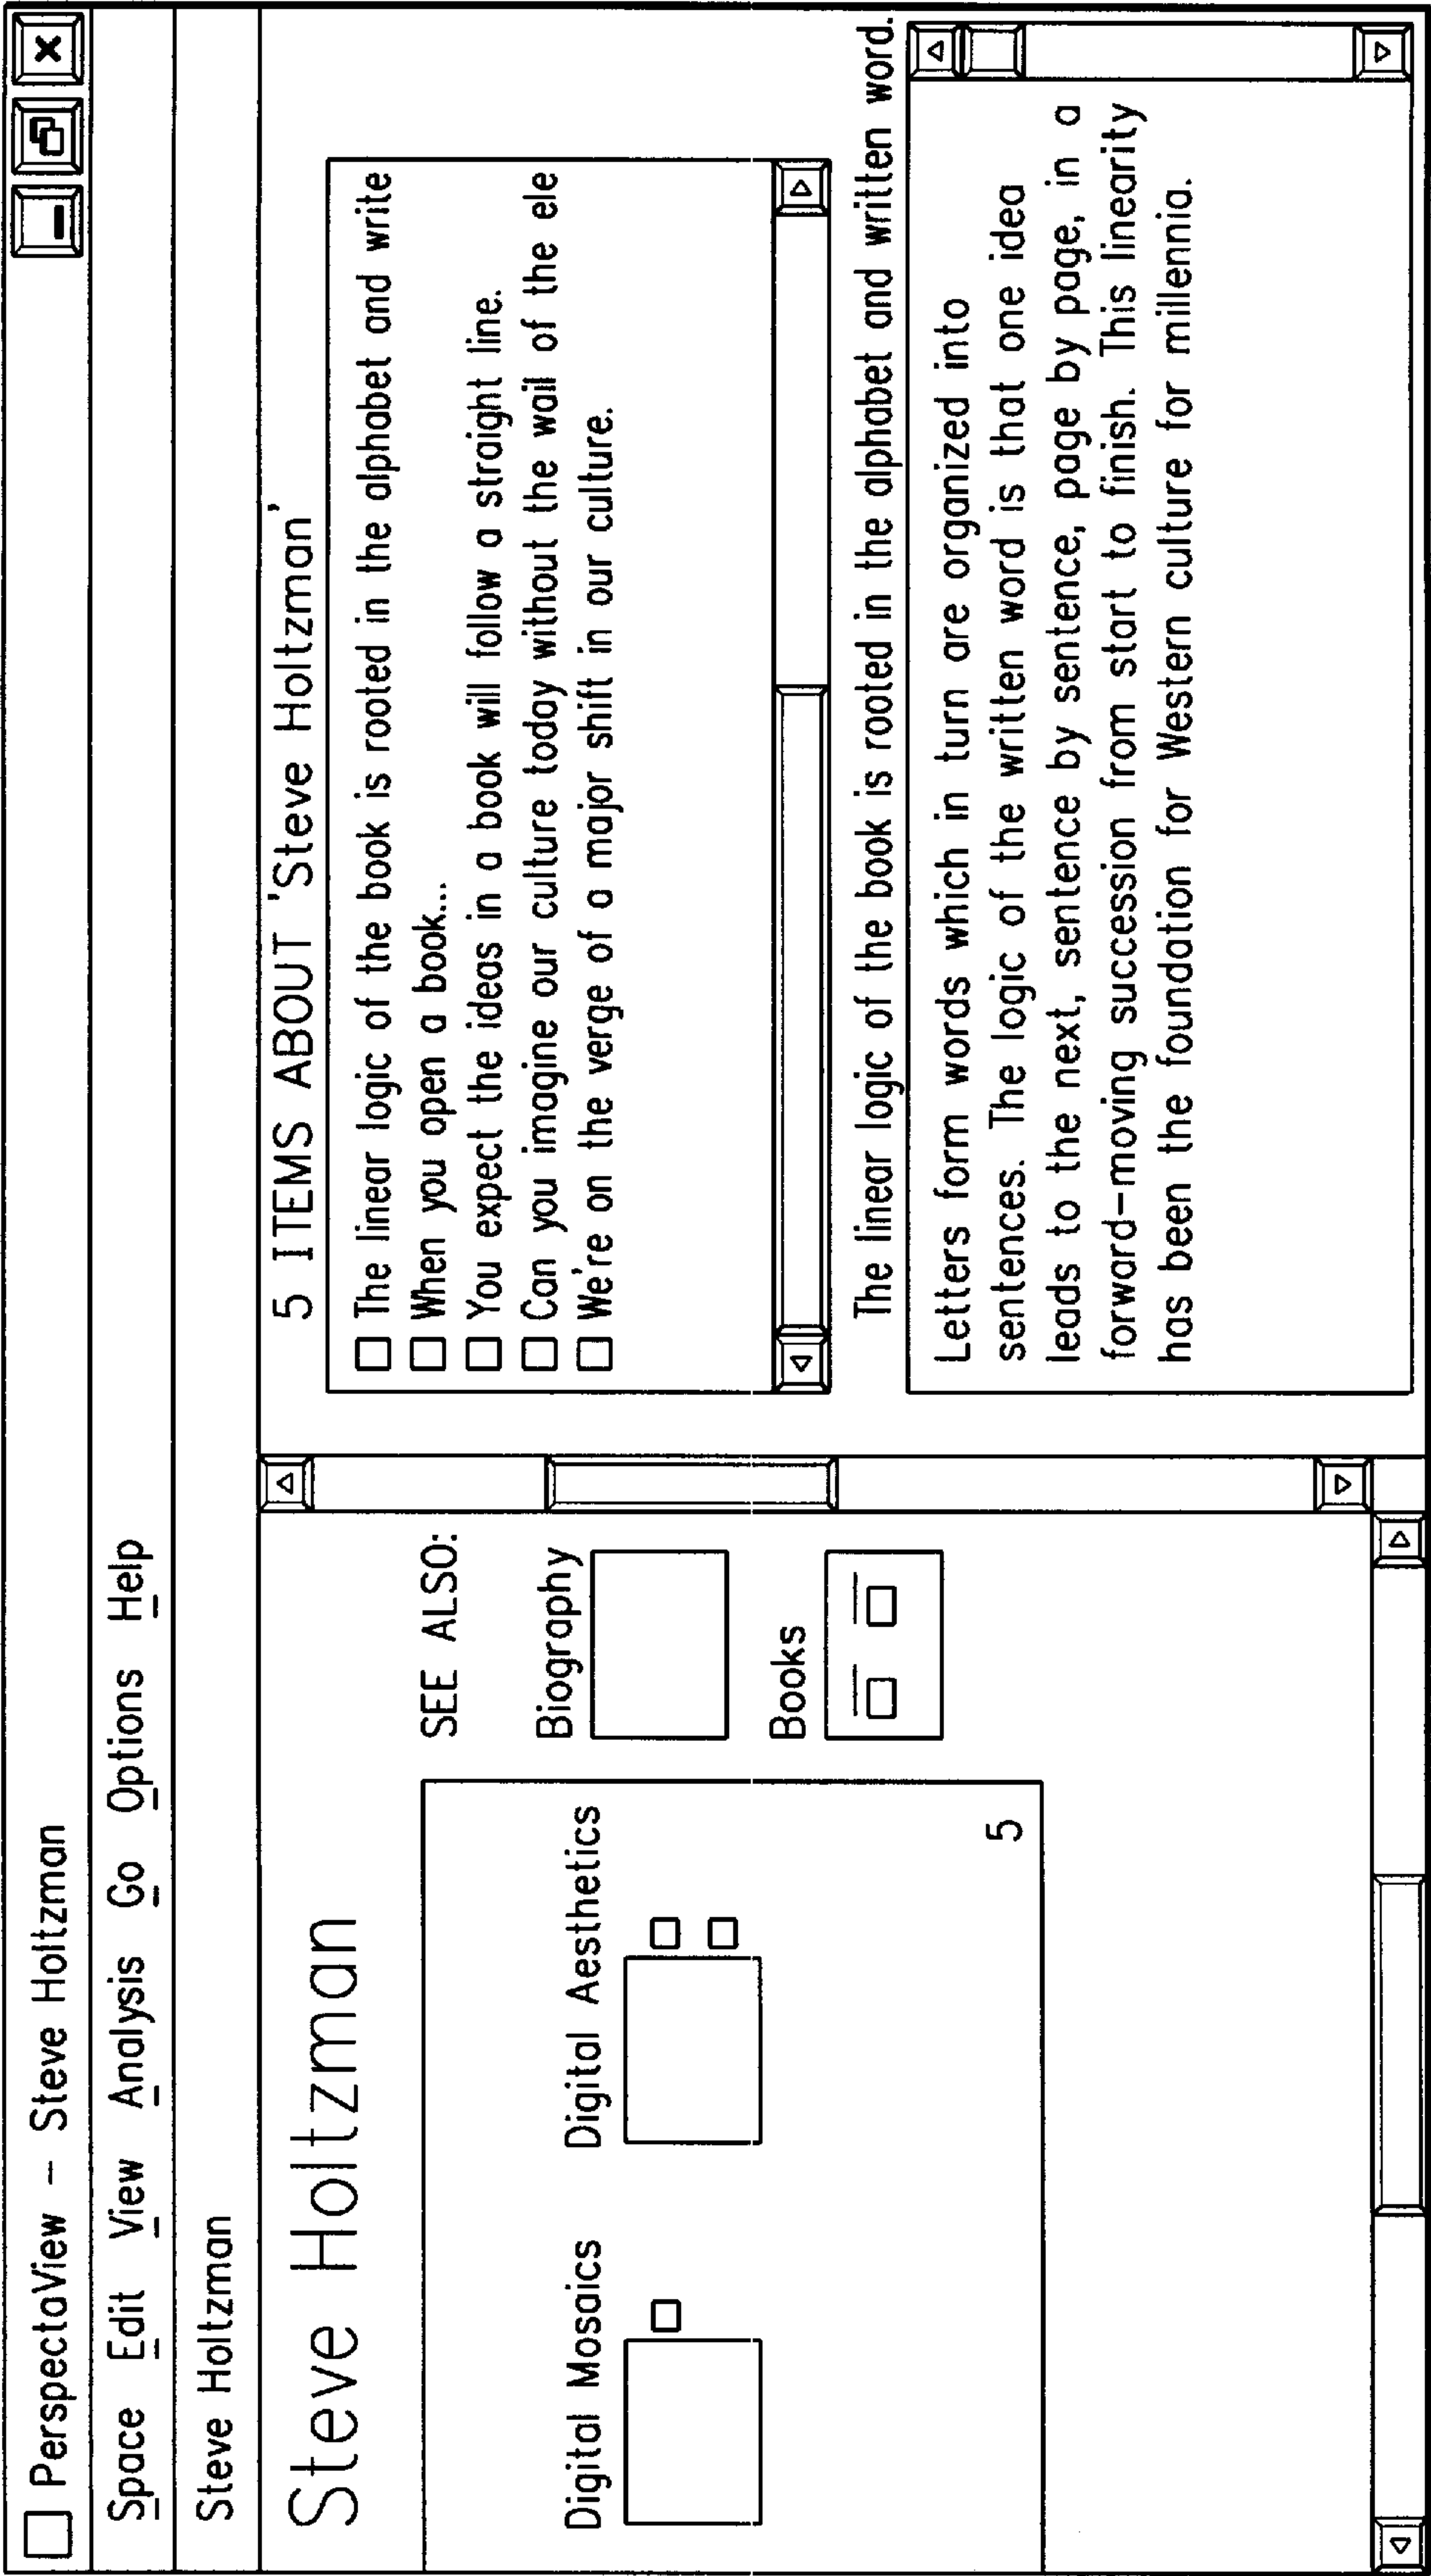 PerspectaView – Steve Holtzman
Space Edit View Analysis Go Options Help
Steve Holtzman
Steve Holtzman
SEE ALSO:
Digital Mosaics
Digital Aesthetics
Biography
Books
5
5 ITEMS ABOUT 'Steve Holtzman'
The linear logic of the book is rooted in the alphabet and write
When you open a book...
You expect the ideas in a book will follow a straight line.
Can you imagine our culture today without the wail of the ele
We're on the verge of a major shift in our culture.
The linear logic of the book is rooted in the alphabet and written word.
Letters form words which in turn are organized into
sentences. The logic of the written word is that one idea
leads to the next, sentence by sentence, page by page, in a
forward-moving succession from start to finish. This linearity
has been the foundation for Western culture for millennia.